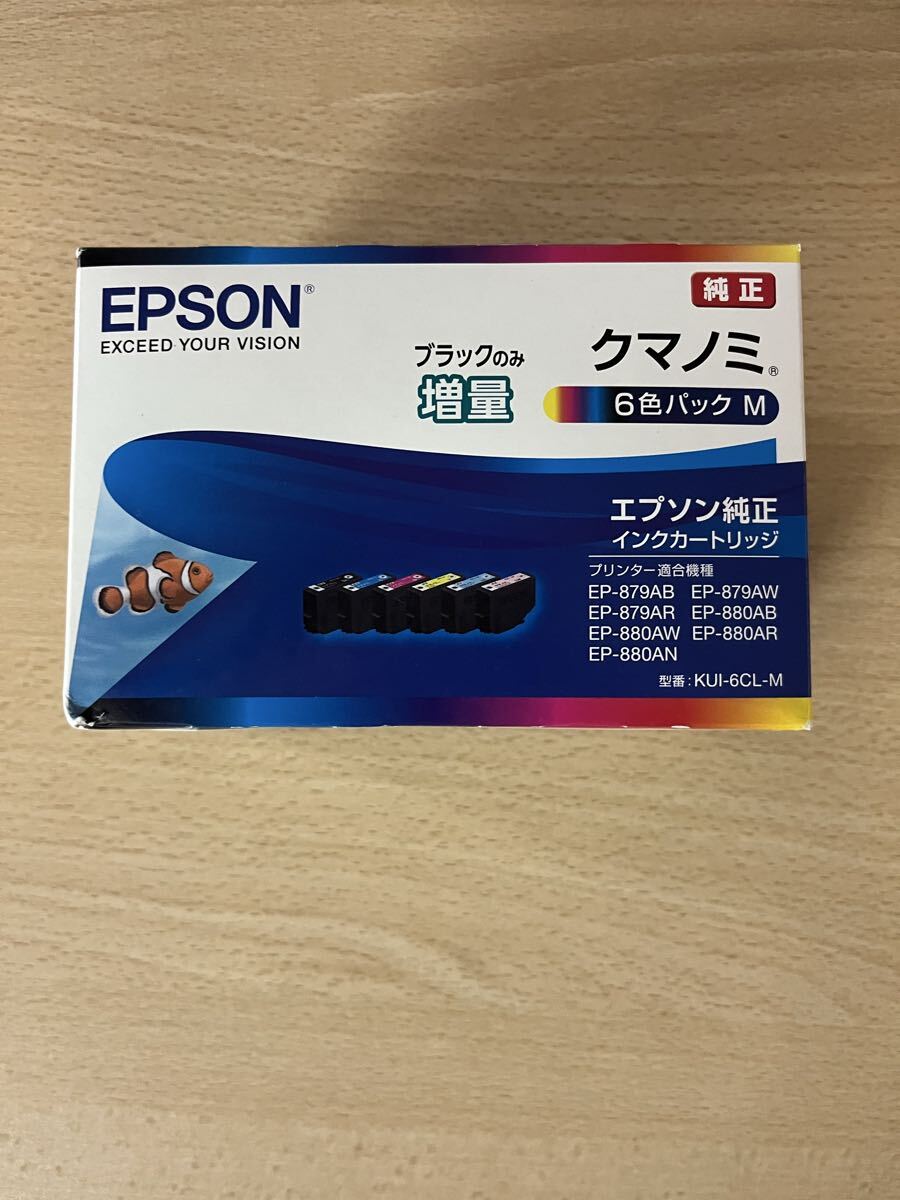 EPSON®
EXCEED YOUR VISION
純正
ブラックのみ
増量
クマノミ®
6色パック M
エプソン純正
インクカートリッジ
プリンター適合機種
EP-879AB EP-879AW
EP-879AR EP-880AB
EP-880AW EP-880AR
EP-880AN
型番:KUI-6CL-M